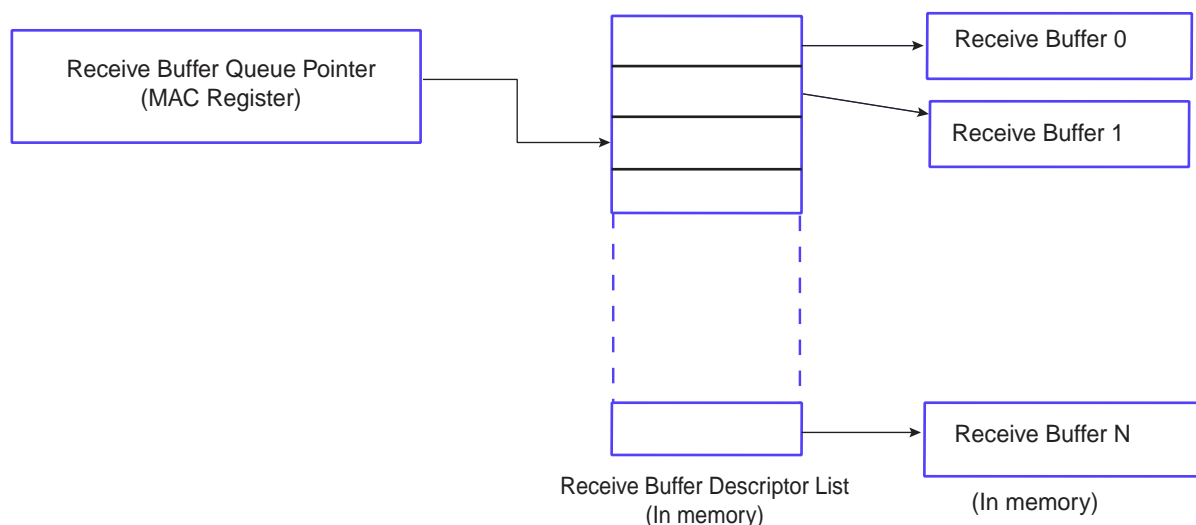 Receive Buffer Queue Pointer
(MAC Register)
Receive Buffer 0
Receive Buffer 1
Receive Buffer N
Receive Buffer Descriptor List
(In memory)
(In memory)